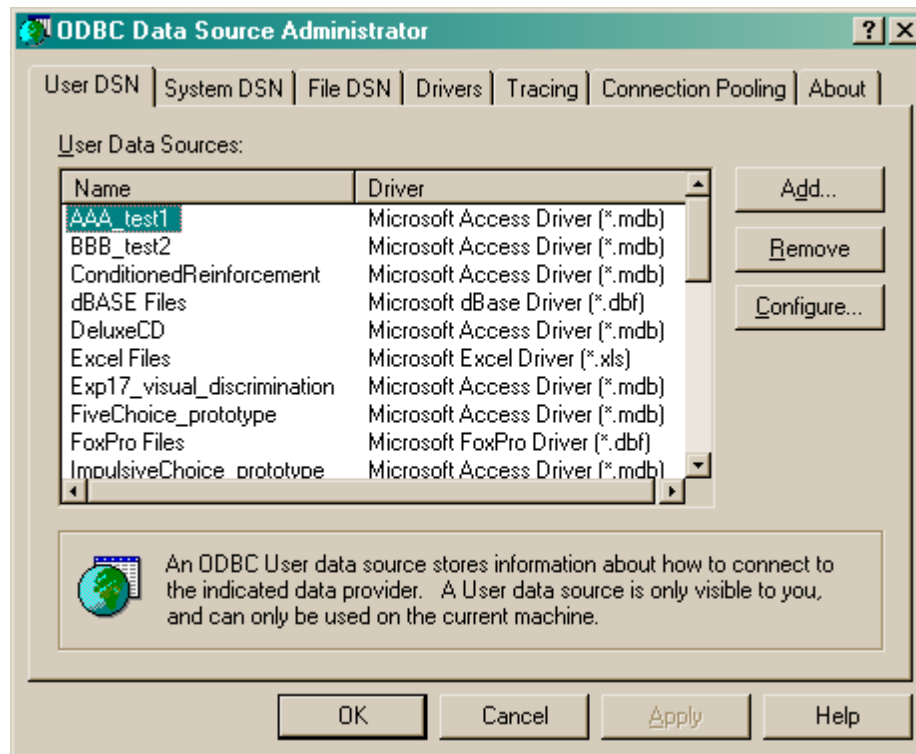 ODBC Data Source Administrator
User DSN System DSN File DSN Drivers Tracing Connection Pooling About
User Data Sources:
Name Driver
AAA_test1 Microsoft Access Driver (*.mdb)
BBB_test2 Microsoft Access Driver (*.mdb)
ConditionedReinforcement Microsoft Access Driver (*.mdb)
dBASE Files Microsoft dBase Driver (*.dbf)
DeluxeCD Microsoft Access Driver (*.mdb)
Excel Files Microsoft Excel Driver (*.xls)
Exp17_visual_discrimination Microsoft Access Driver (*.mdb)
FiveChoice_prototype Microsoft Access Driver (*.mdb)
FoxPro Files Microsoft FoxPro Driver (*.dbf)
ImpulsiveChoice_prototype Microsoft Access Driver (*.mdb)
Add...
Remove
Configure...
An ODBC User data source stores information about how to connect to
the indicated data provider. A User data source is only visible to you,
and can only be used on the current machine.
OK Cancel Apply Help